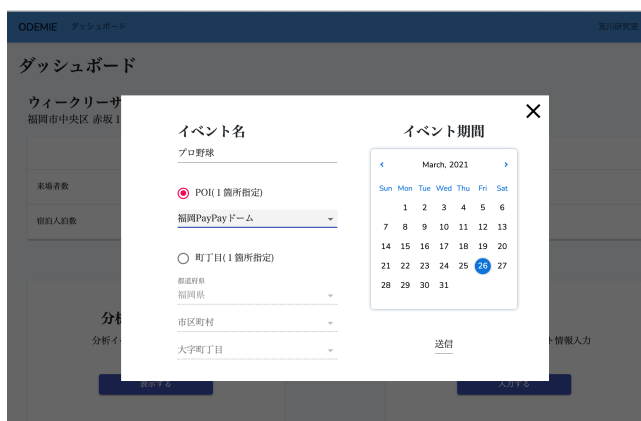 ODEMIE ダッシュボード 荒川研究室
ダッシュボード
ウィークリーサ
福岡市中央区 赤坂 1
来場者数
宿泊人泊数
イベント名
プロ野球
POI(1 箇所指定)
福岡PayPayドーム
町丁目(1 箇所指定)
都道府県
福岡県
市区町村
大字町丁目
イベント期間
March, 2021
Sun Mon Tue Wed Thu Fri Sat
1 2 3 4 5 6
7 8 9 10 11 12 13
14 15 16 17 18 19 20
21 22 23 24 25 26 27
28 29 30 31
送信
分析
分析イ
表示する
ト情報入力
入力する